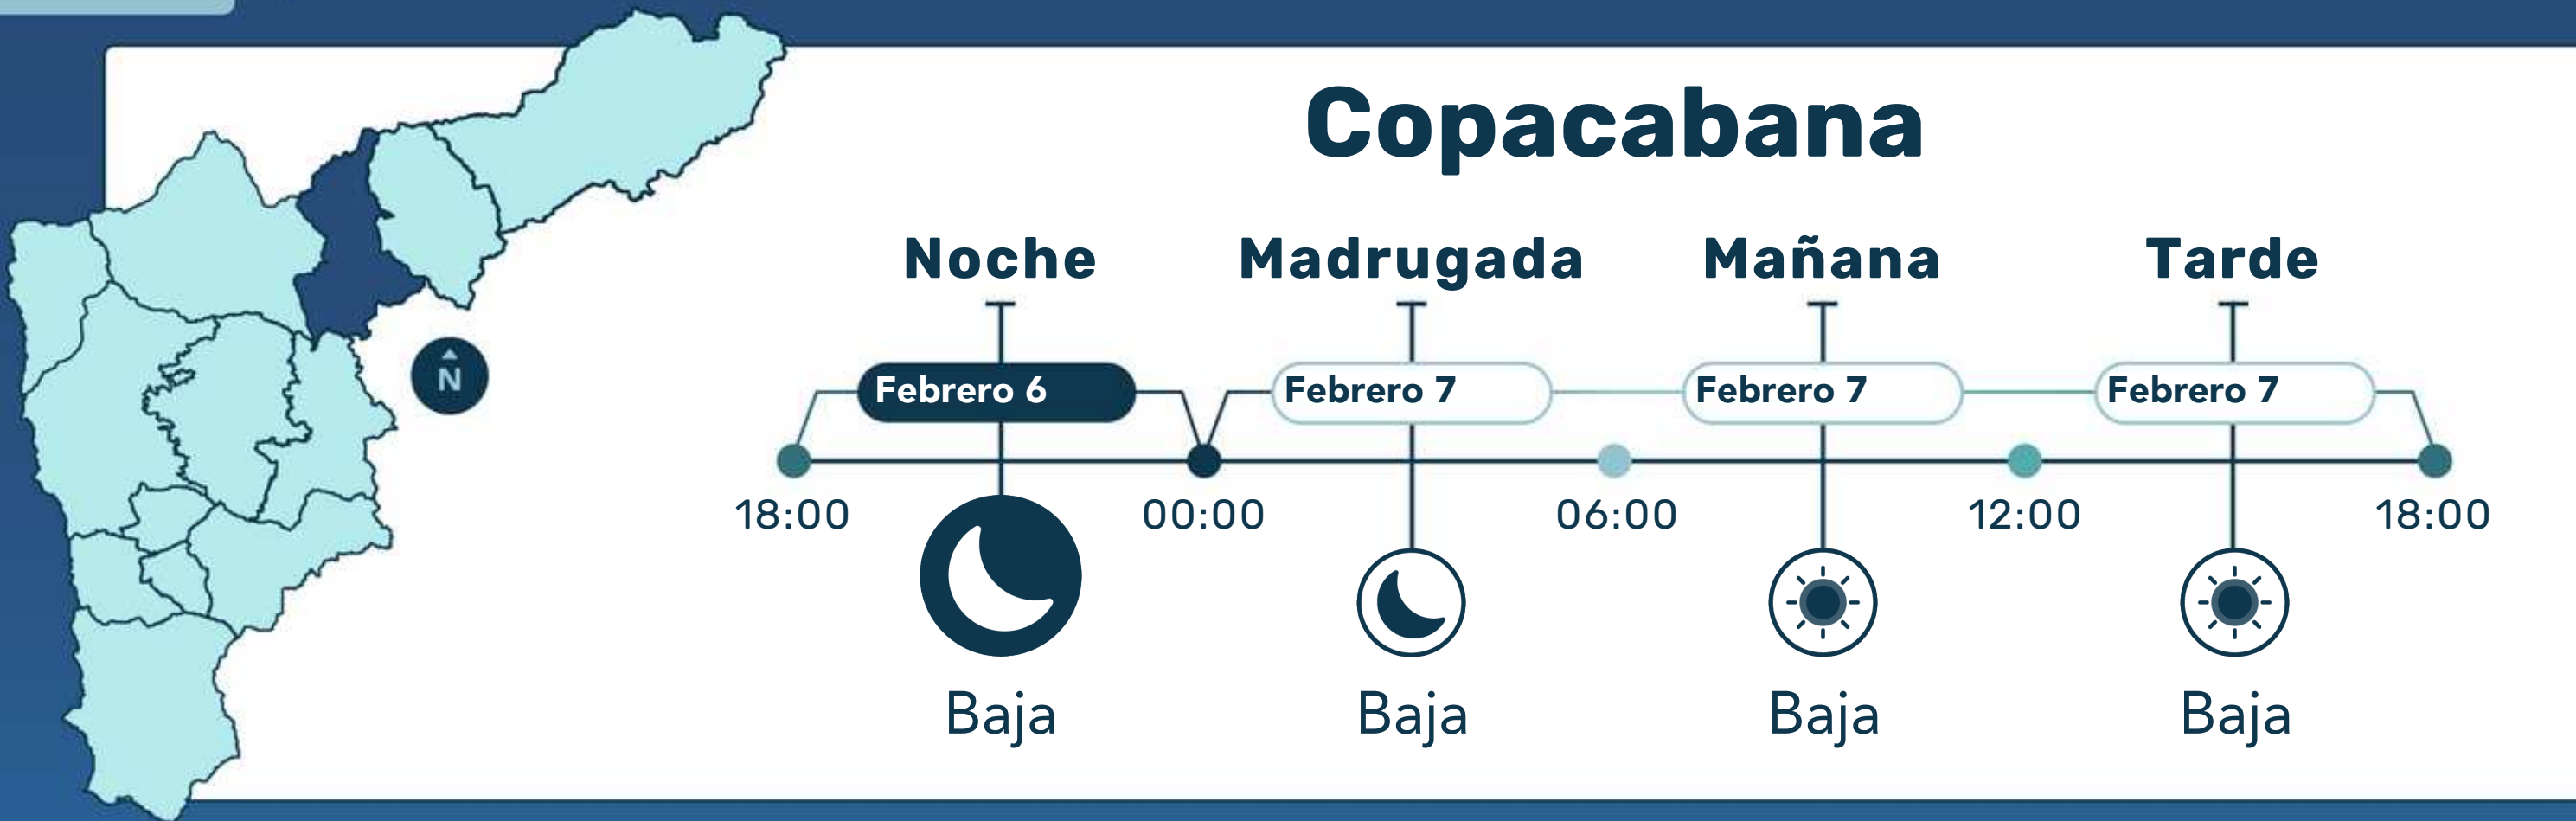 Copacabana
Noche Madrugada Mañana Tarde
Febrero 6 Febrero 7 Febrero 7 Febrero 7
N
18:00 00:00 06:00 12:00 18:00
Baja Baja Baja Baja